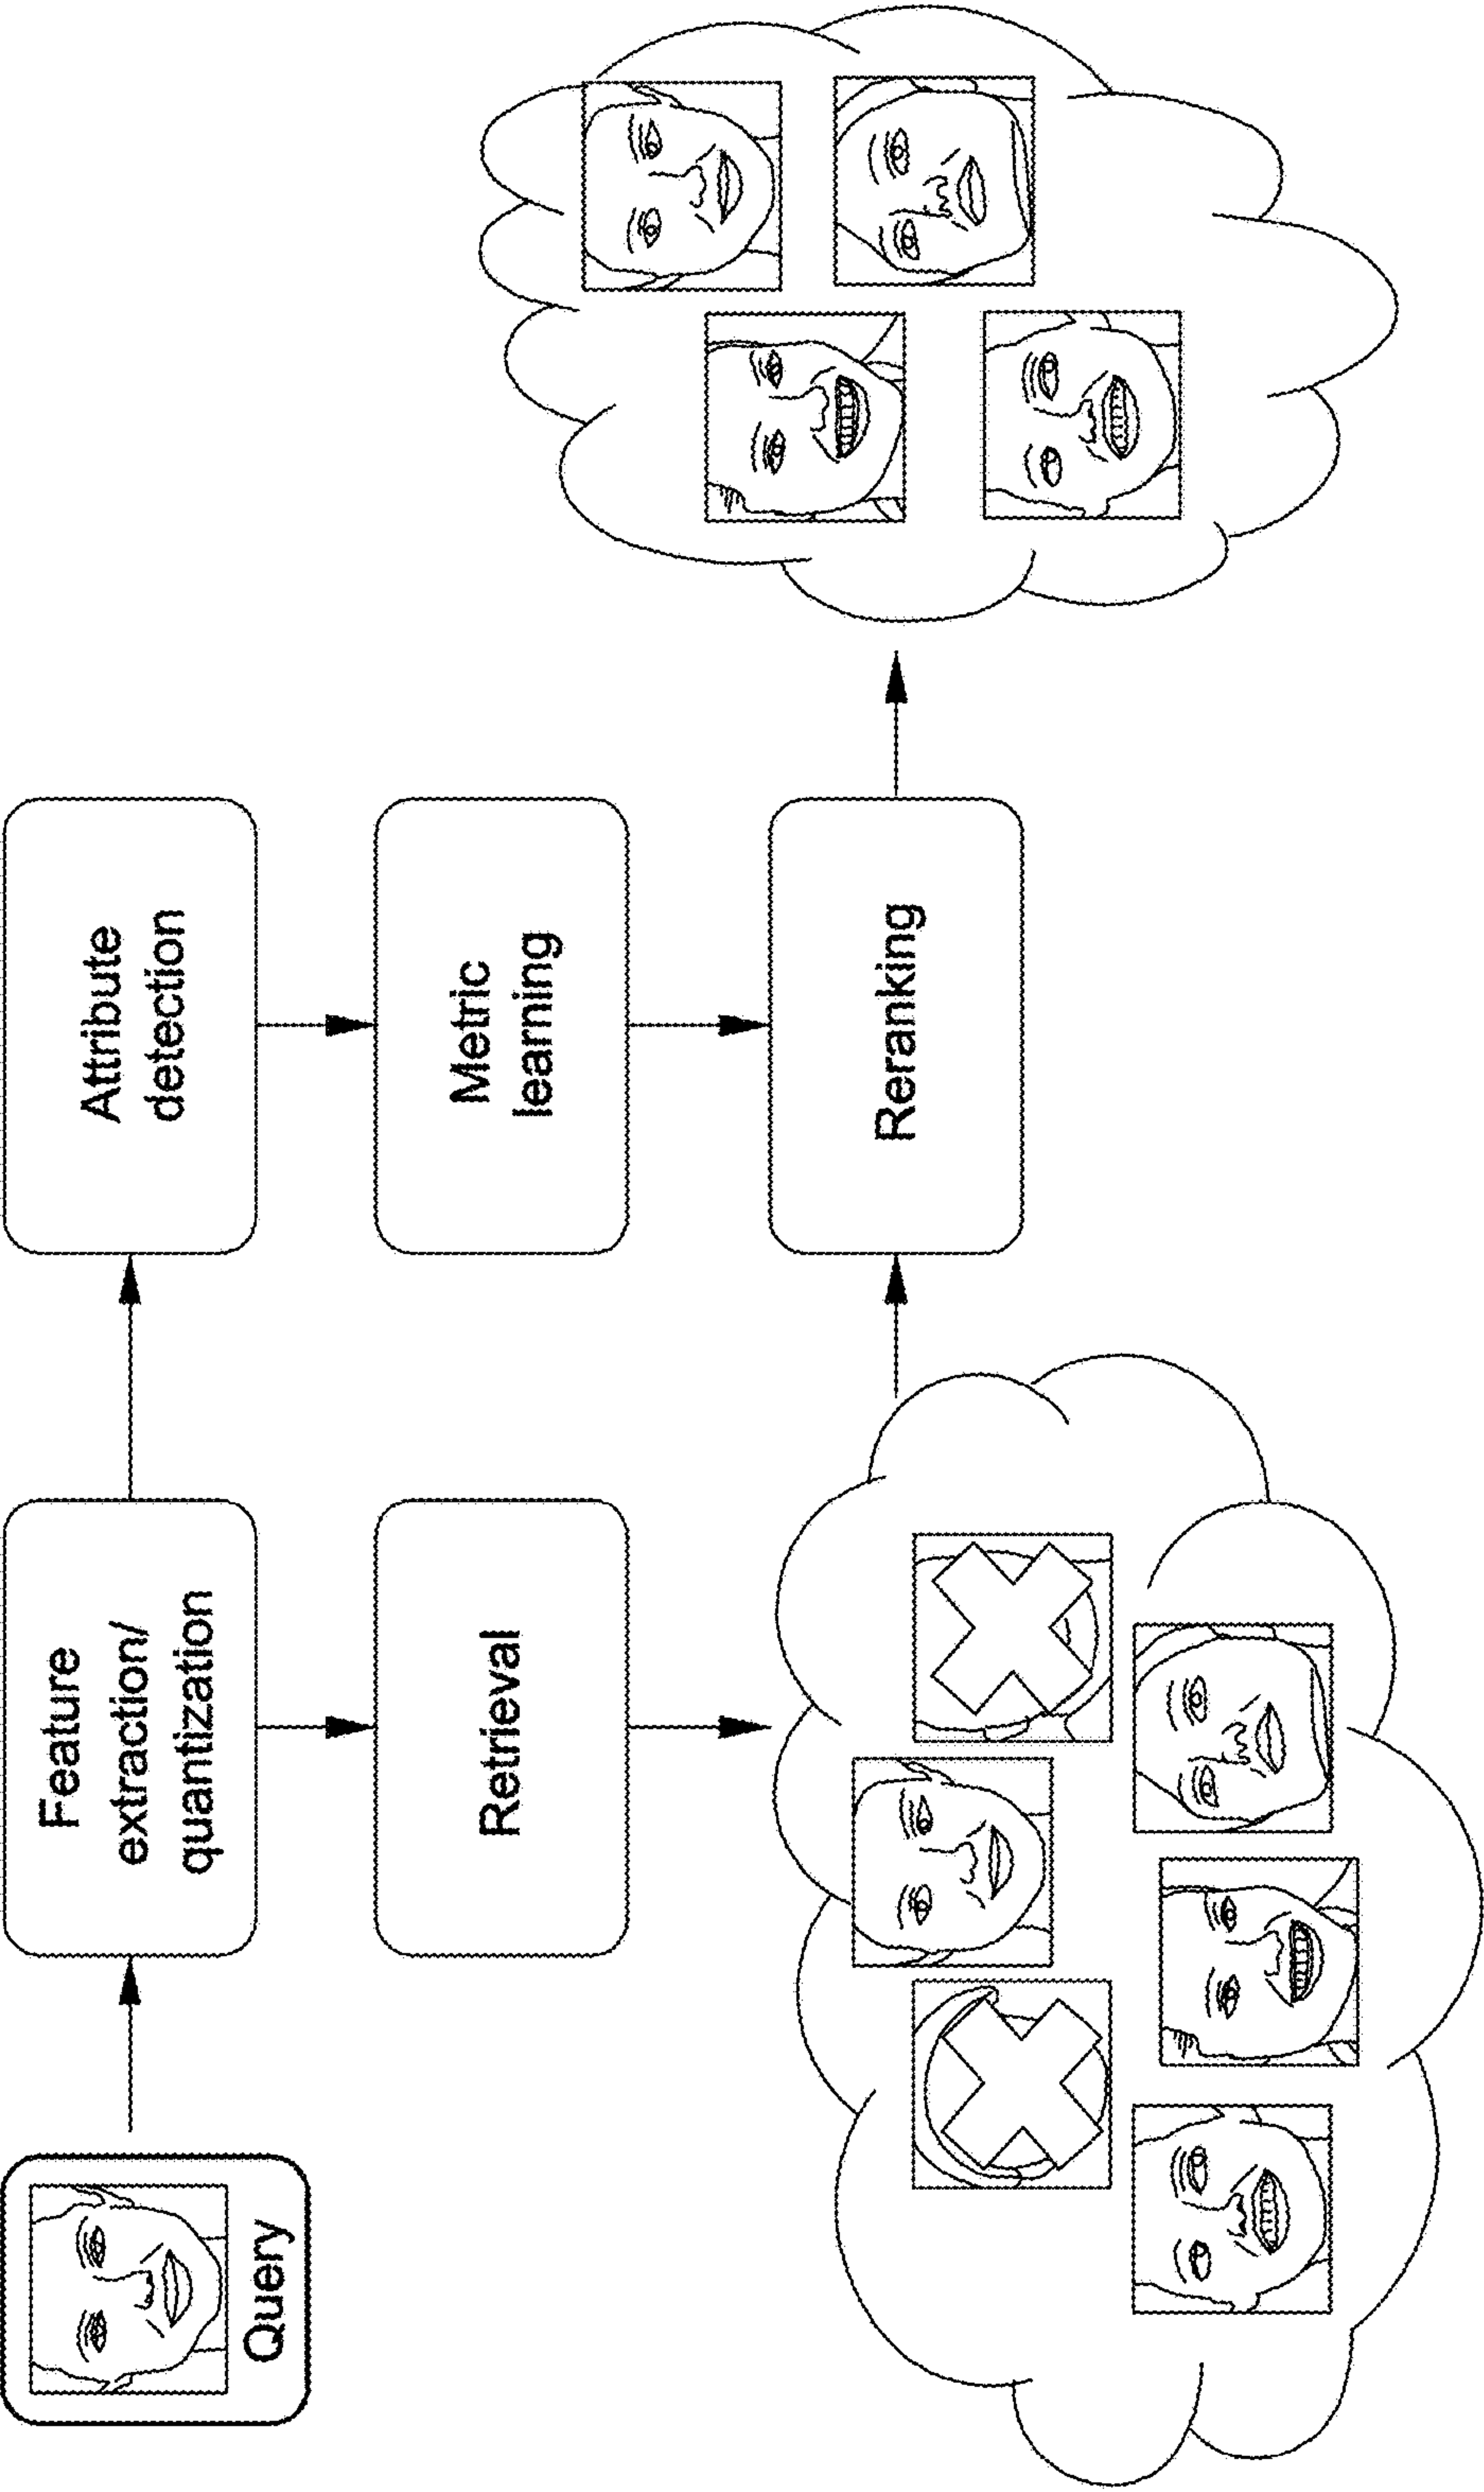 Query
Feature
extraction/
quantization
Attribute
detection
Retrieval
Metric
learning
Reranking